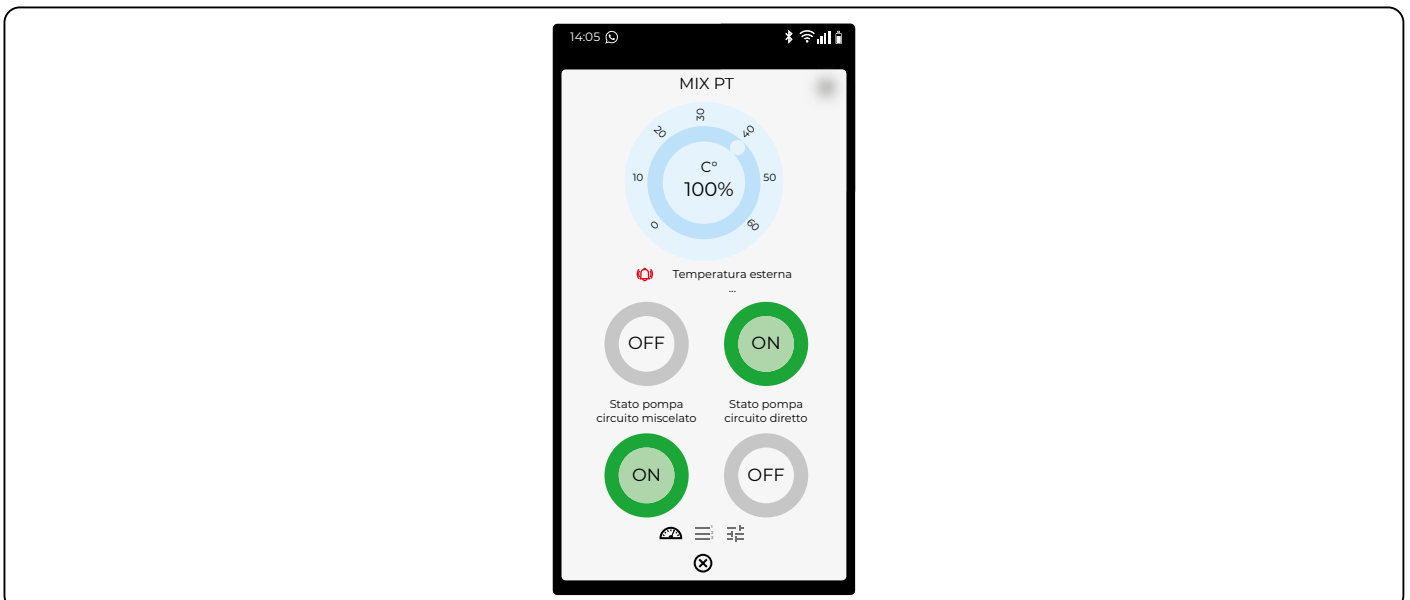 14:05
MIX PT
30
20
40
C°
10
50
100%
0
60
Temperatura esterna
...
OFF
ON
Stato pompa
circuito miscelato
Stato pompa
circuito diretto
ON
OFF